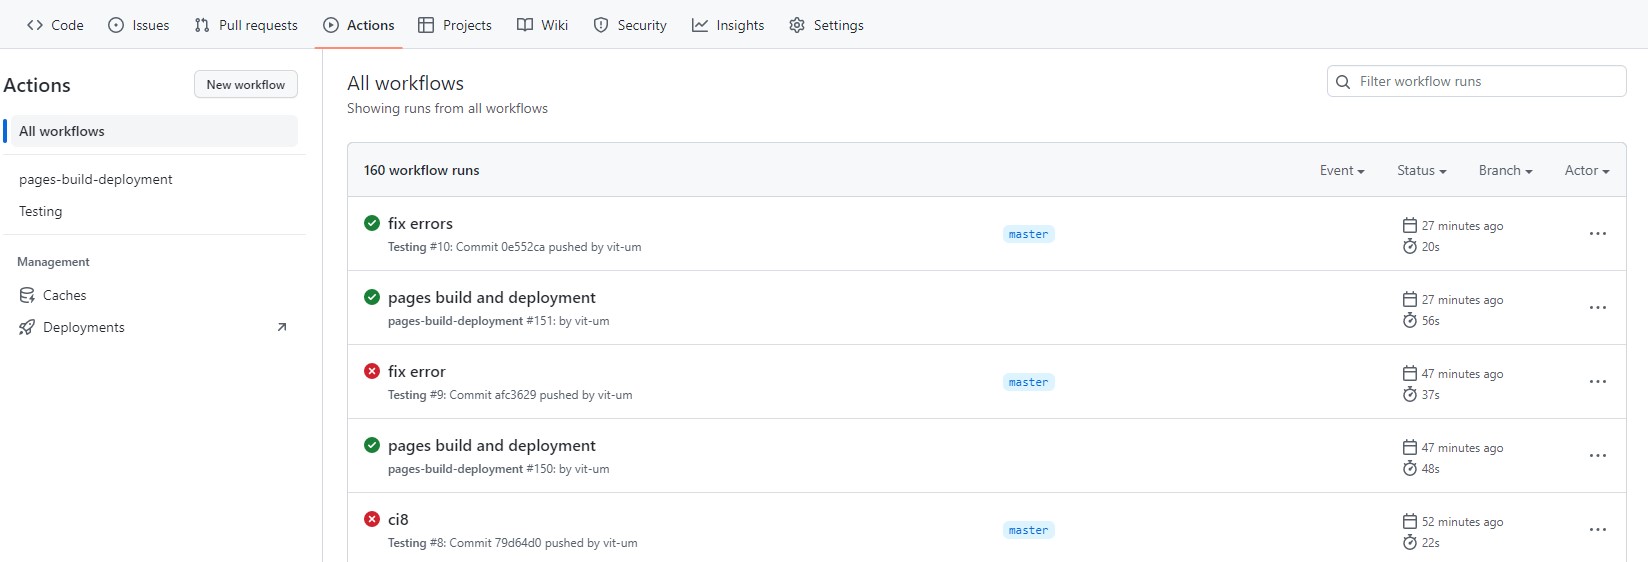 Code Issues Pull requests Actions Projects Wiki Security Insights Settings
Actions
New workflow
All workflows
pages-build-deployment
Testing
Management
Caches
Deployments
All workflows
Showing runs from all workflows
Filter workflow runs
160 workflow runs
Event Status Branch Actor
fix errors
Testing #10: Commit 0e552ca pushed by vit-um
master
27 minutes ago
20s
pages build and deployment
pages-build-deployment #151: by vit-um
27 minutes ago
56s
fix error
Testing #9: Commit afc3629 pushed by vit-um
master
47 minutes ago
37s
pages build and deployment
pages-build-deployment #150: by vit-um
47 minutes ago
48s
ci8
Testing #8: Commit 79d64d0 pushed by vit-um
master
52 minutes ago
22s